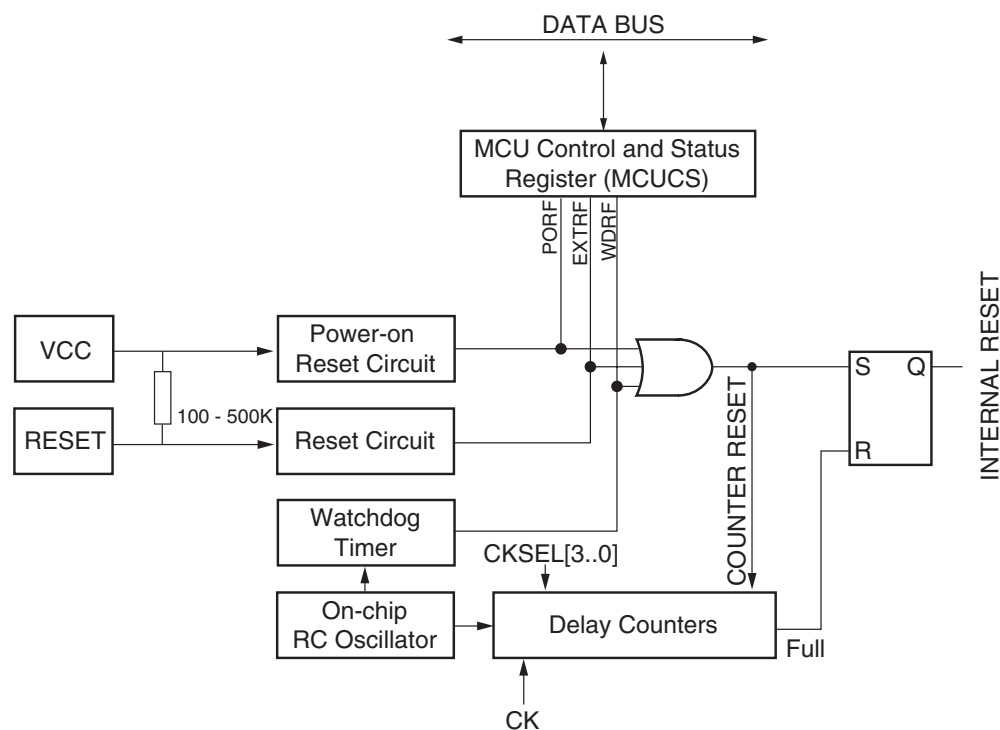 DATA BUS
MCU Control and Status
Register (MCUCS)
PORF
EXTRF
WDRF
VCC
Power-on
Reset Circuit
100 - 500K
RESET
Reset Circuit
Watchdog
Timer
On-chip
RC Oscillator
CKSEL[3..0]
Delay Counters
CK
COUNTER RESET
Full
S
Q
R
INTERNAL RESET